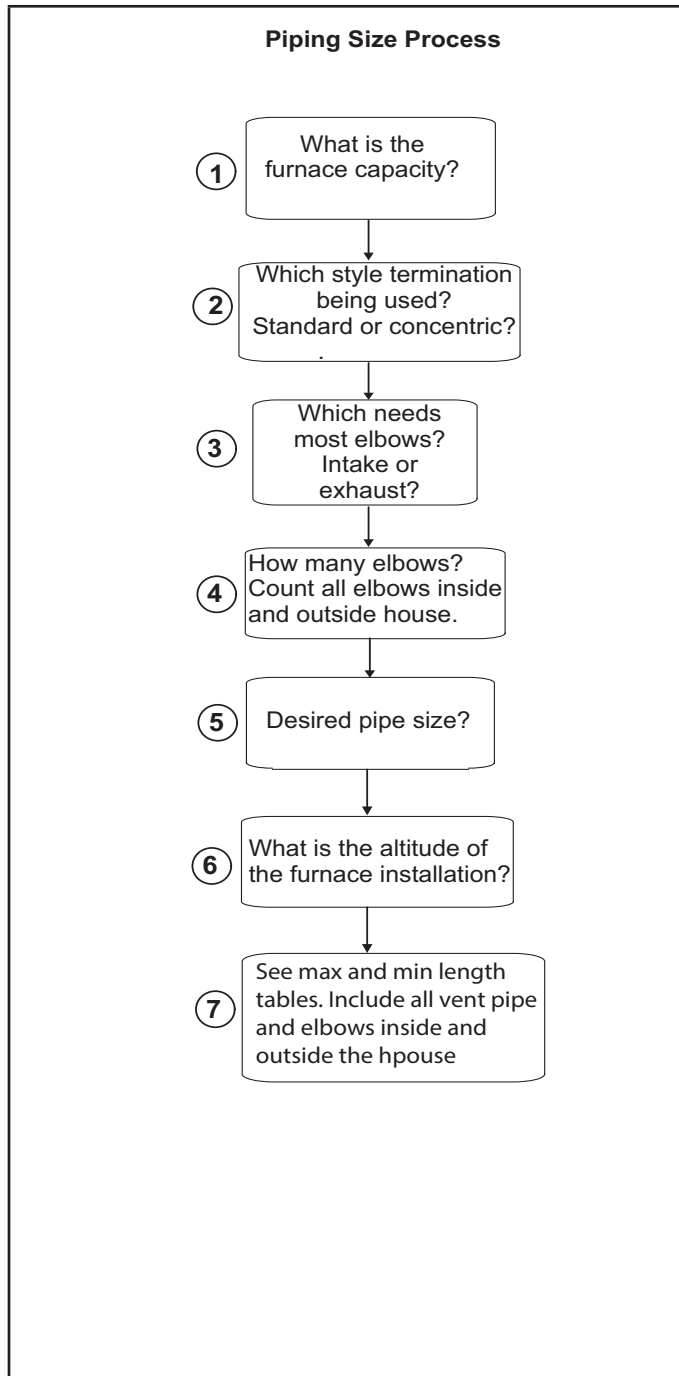 Piping Size Process
1
What is the
furnace capacity?
2
Which style termination
being used?
Standard or concentric?
.
3
Which needs
most elbows?
Intake or
exhaust?
4
How many elbows?
Count all elbows inside
and outside house.
5
Desired pipe size?
6
What is the altitude of
the furnace installation?
7
See max and min length
tables. Include all vent pipe
and elbows inside and
outside the hpouse